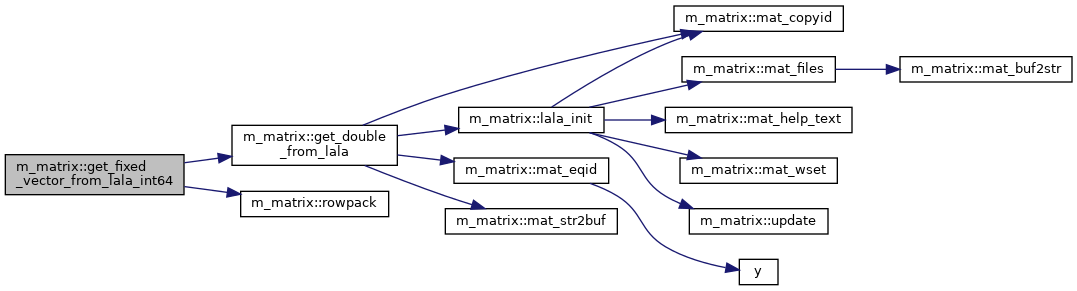 m_matrix::get_fixed
_vector_from_lala_int64
m_matrix::get_double
_from_lala
m_matrix::rowpack
m_matrix::lala_init
m_matrix::mat_eqid
m_matrix::mat_str2buf
m_matrix::mat_copyid
m_matrix::mat_files
m_matrix::mat_help_text
m_matrix::mat_wset
m_matrix::update
y
m_matrix::mat_buf2str